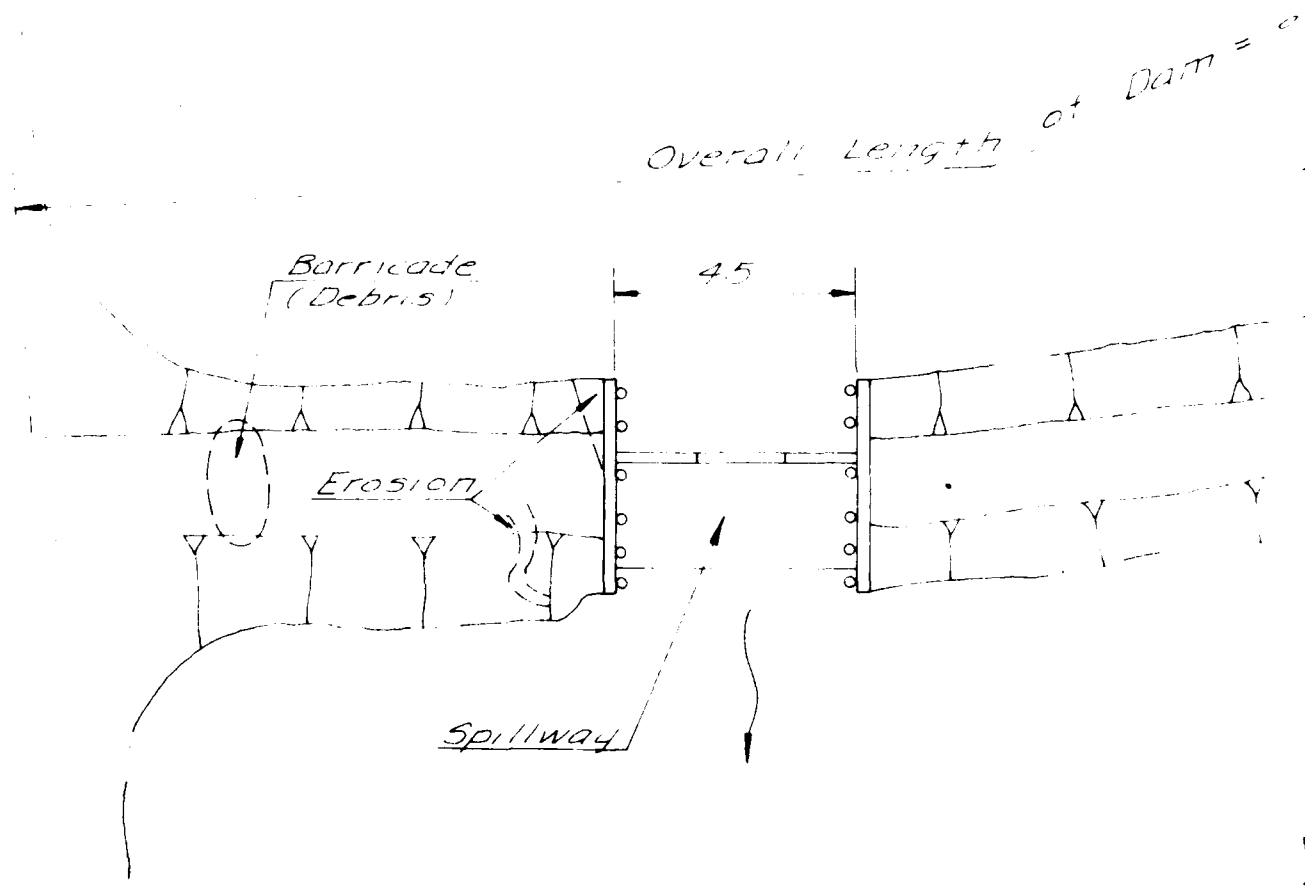 Overall Length of Dam =
Barricade
(Debris)
45
Erosion
Spillway